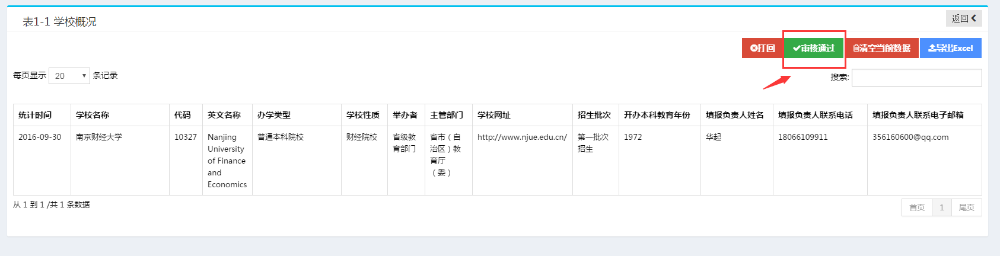 表1-1 学校概况
返回
打回 审核通过 清空当前数据 导出Excel
每页显示 20 条记录
搜索:
统计时间 学校名称 代码 英文名称 办学类型 学校性质 举办者 主管部门 学校网址 招生批次 开办本科教育年份 填报负责人姓名 填报负责人联系电话 填报负责人联系电子邮箱
2016-09-30 南京财经大学 10327 Nanjing 普通本科院校 财经院校 省级教 省市（自 http://www.njue.edu.cn/ 第一批次 1972 华起 18066109911 356160600@qq.com
University 育部门 治区）教 招生
of Finance 育厅
and （委）
Economics
从 1 到 1 /共 1 条数据
首页 1 尾页